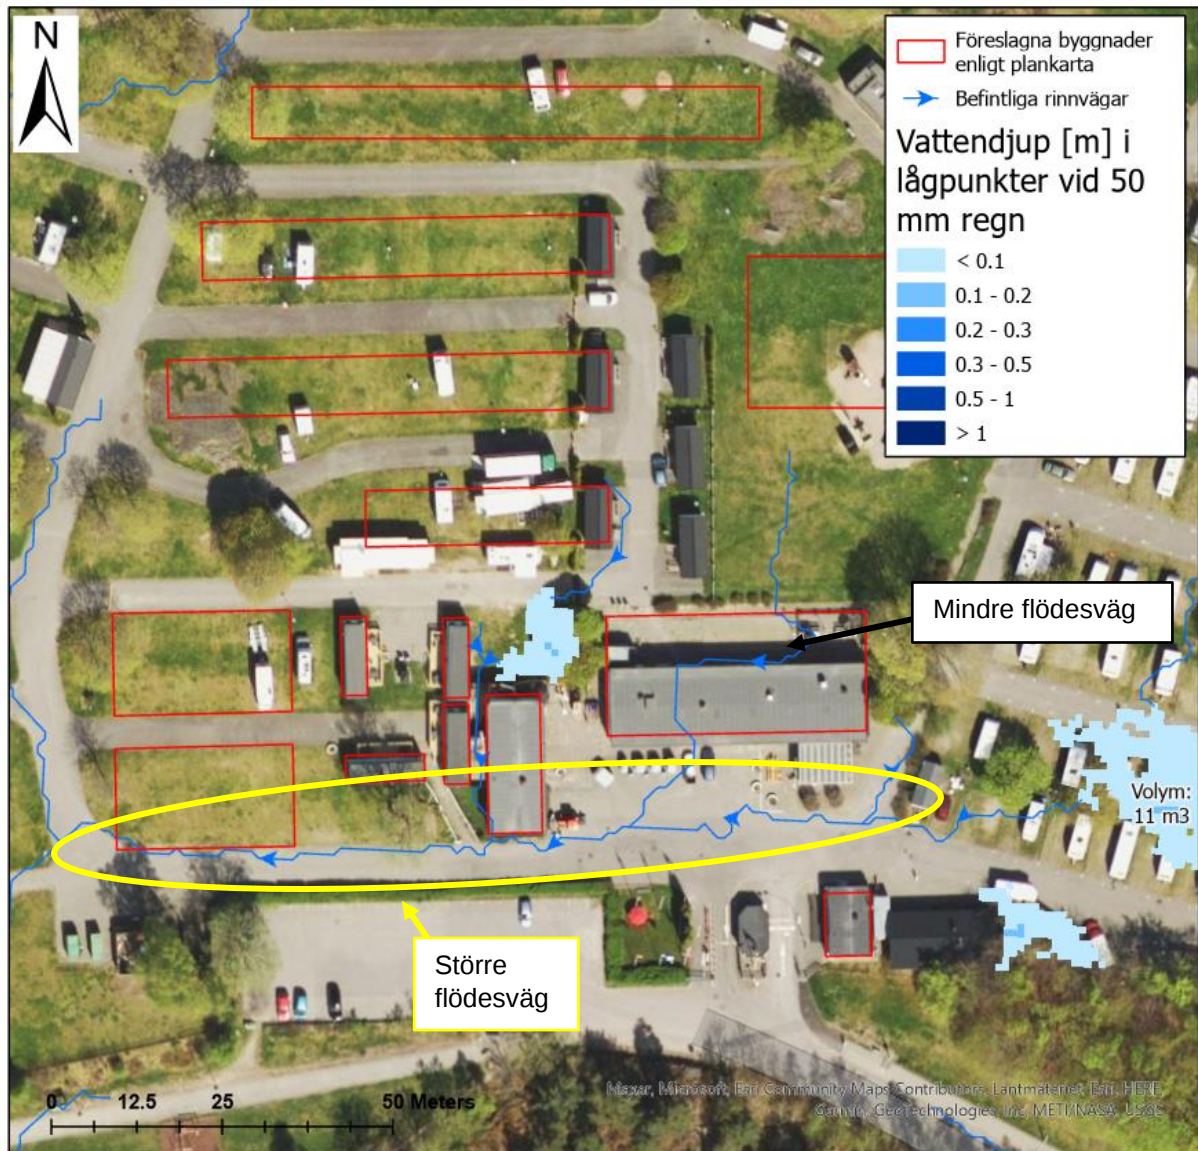 N
Föreslagna byggnader
enligt plankarta
Befintliga rinnvägar
Vattendjup [m] i
lågpunkter vid 50
mm regn
< 0.1
0.1 - 0.2
0.2 - 0.3
0.3 - 0.5
0.5 - 1
> 1
Mindre flödesväg
Volym:
11 m3
Större
flödesväg
0 12.5 25 50 Meters
Maxar, Microsoft, Esri Community Maps Contributors, Lantmäteriet, Esri, HERE,
Garmin, GeoTechnologies, Inc, METI/NASA, USGS